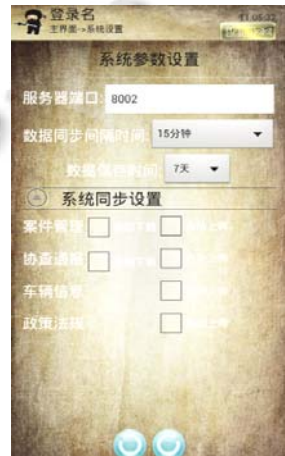 登录名
主界面->系统设置
系统参数设置
服务器端口: 8002
数据同步间隔时间: 15分钟
数据保存时间: 7天
系统同步设置
案件管理
协查通报
车辆信息
政策法规